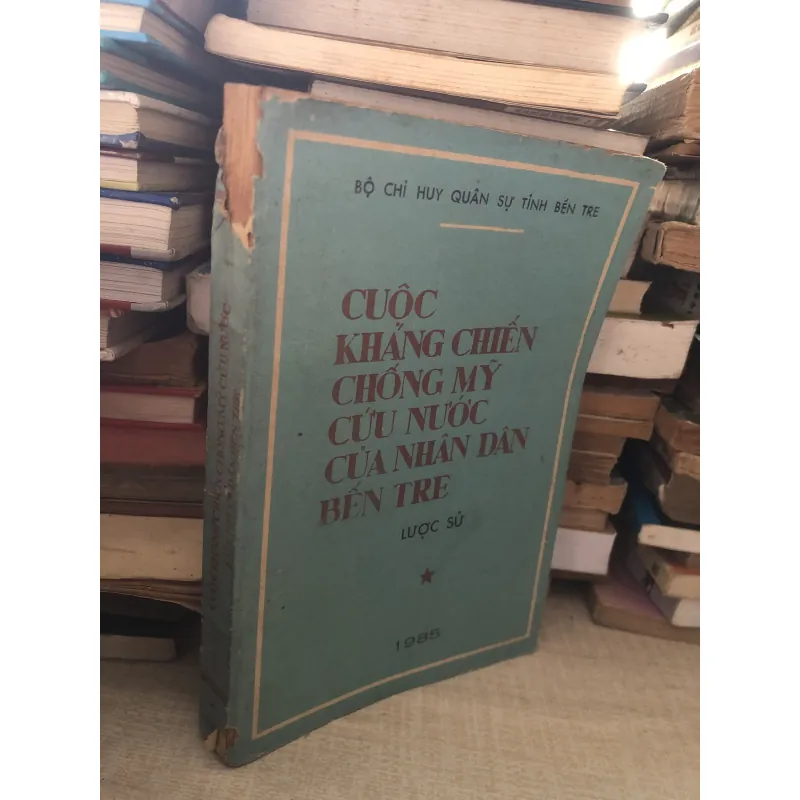 BỘ CHỈ HUY QUÂN SỰ TỈNH BẾN TRE
CUỘC
KHÁNG CHIẾN
CHỐNG MỸ
CỨU NƯỚC
CỦA NHÂN DÂN
BẾN TRE
LƯỢC SỬ
1985